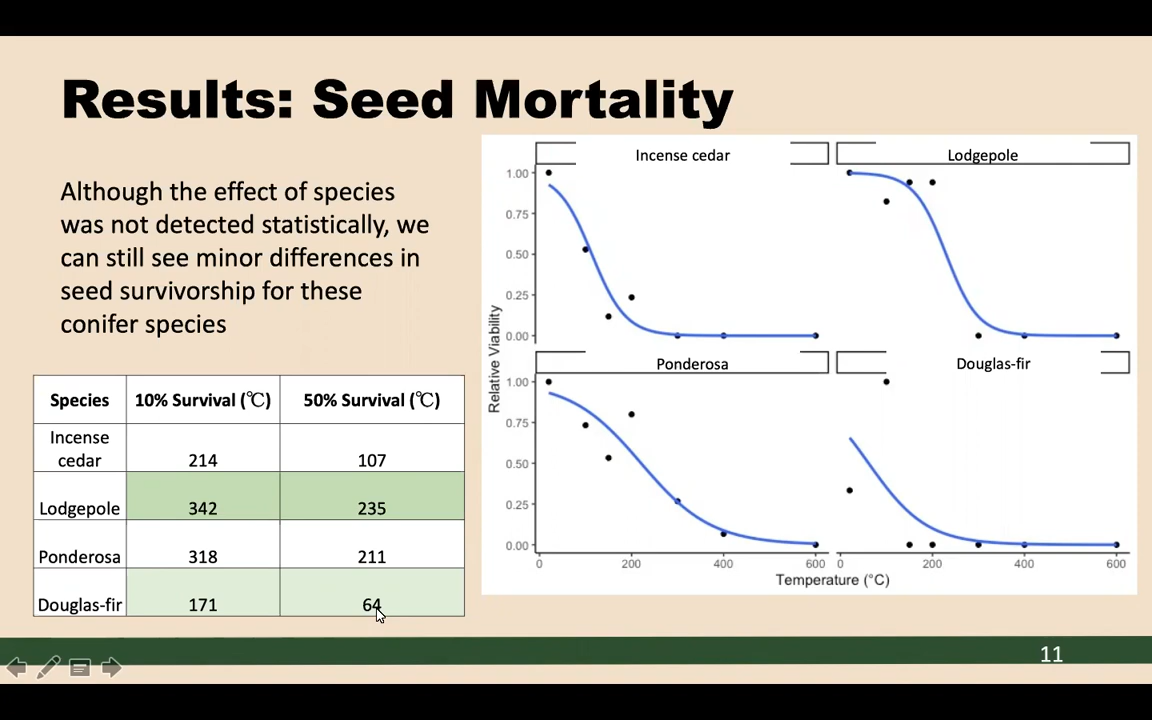 Results: Seed Mortality
Although the effect of species
was not detected statistically, we
can still see minor differences in
seed survivorship for these
conifer species
Species 10% Survival (℃) 50% Survival (℃)
Incense
cedar 214 107
Lodgepole 342 235
Ponderosa 318 211
Douglas-fir 171 64
Incense cedar Lodgepole
1.00
0.75
0.50
0.25
0.00
Ponderosa Douglas-fir
1.00
0.75
0.50
0.25
0.00
0 200 400 600 0 200 400 600
Relative Viability
Temperature (°C)
11